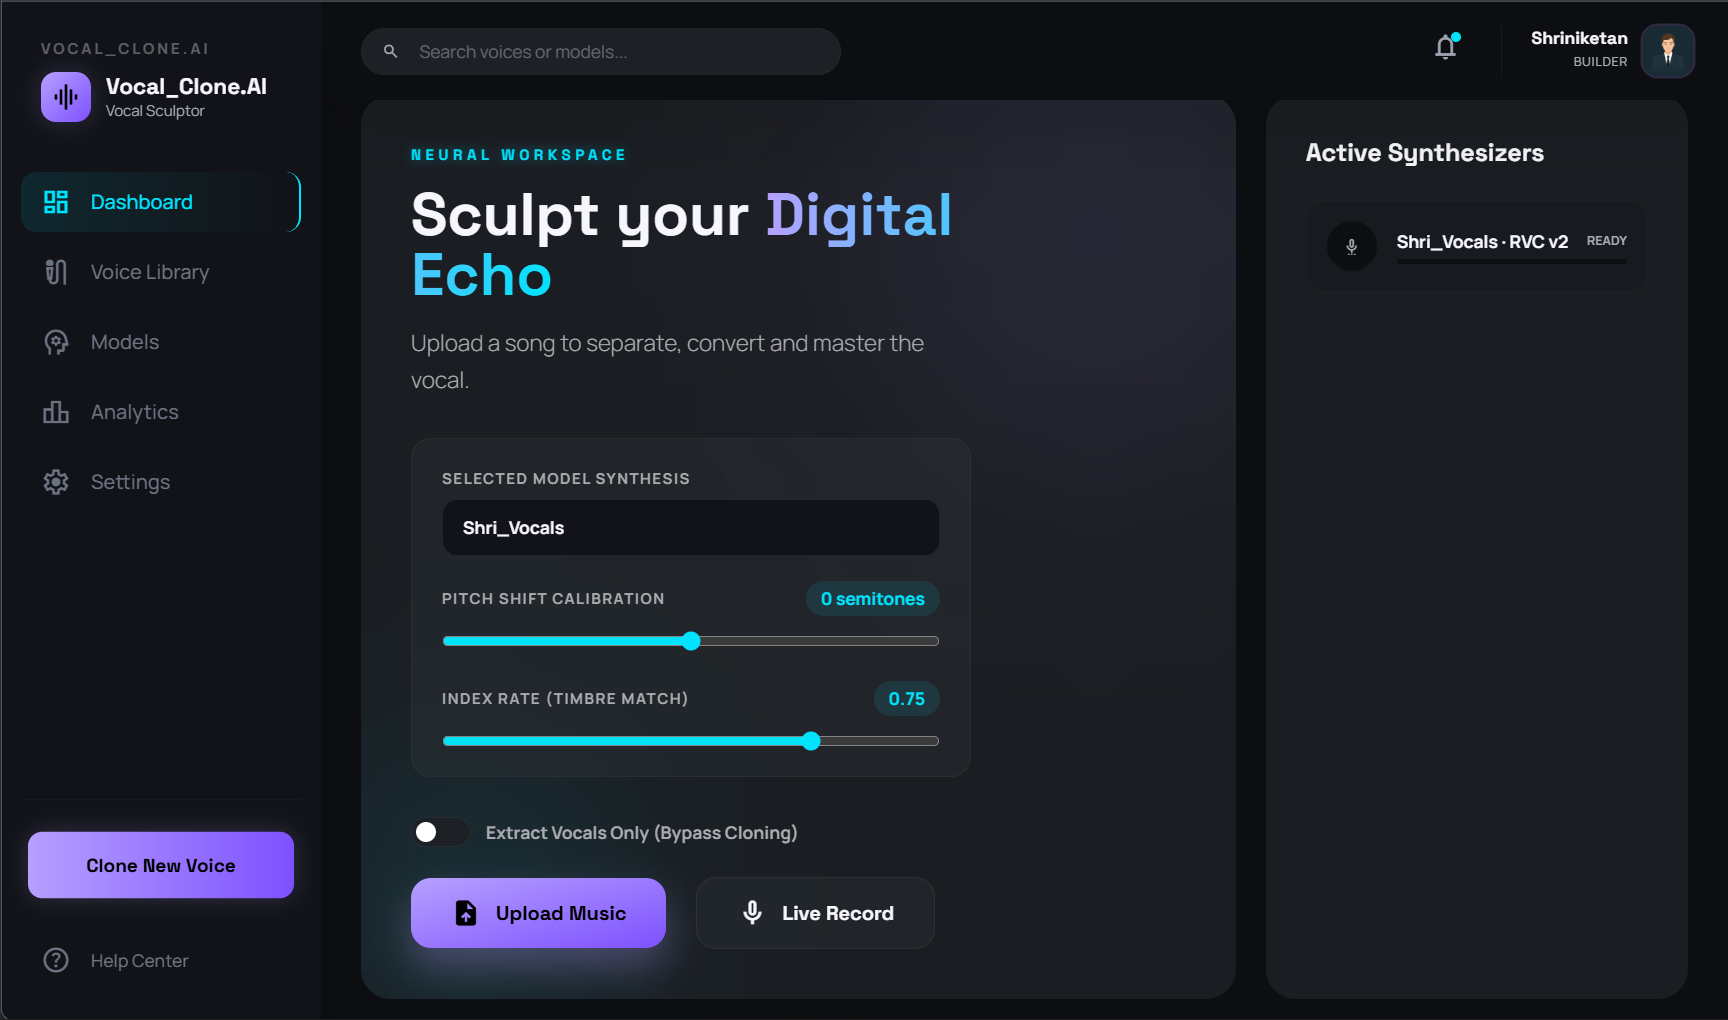 VOCAL_CLONE.AI
Vocal_Clone.AI
Vocal Sculptor
Dashboard
Voice Library
Models
Analytics
Settings
Clone New Voice
Help Center
Search voices or models...
Shriniketan
BUILDER
NEURAL WORKSPACE
Sculpt your Digital
Echo
Upload a song to separate, convert and master the
vocal.
SELECTED MODEL SYNTHESIS
Shri_Vocals
PITCH SHIFT CALIBRATION
0 semitones
INDEX RATE (TIMBRE MATCH)
0.75
Extract Vocals Only (Bypass Cloning)
Upload Music
Live Record
Active Synthesizers
Shri_Vocals · RVC v2
READY